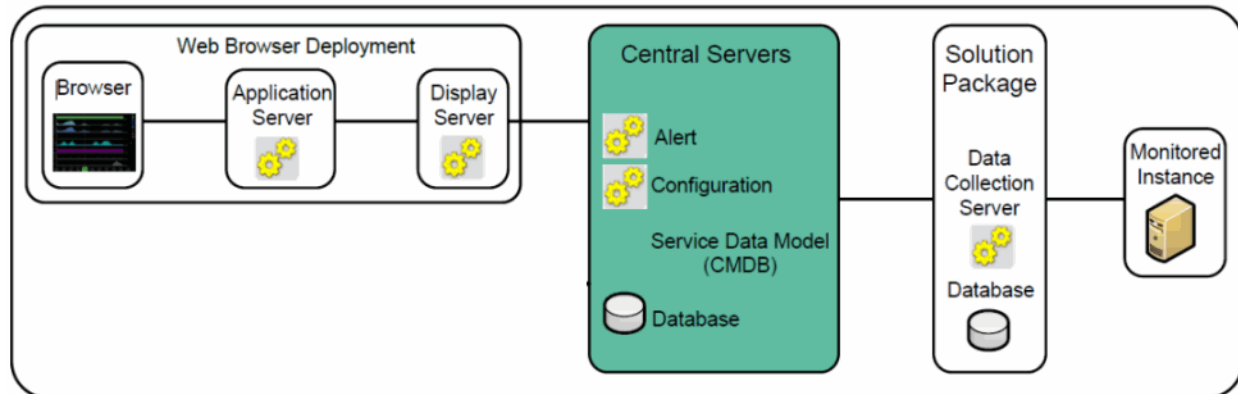 Web Browser Deployment
Browser
Application
Server
Display
Server
Central Servers
Alert
Configuration
Service Data Model
(CMDB)
Database
Solution
Package
Data
Collection
Server
Database
Monitored
Instance